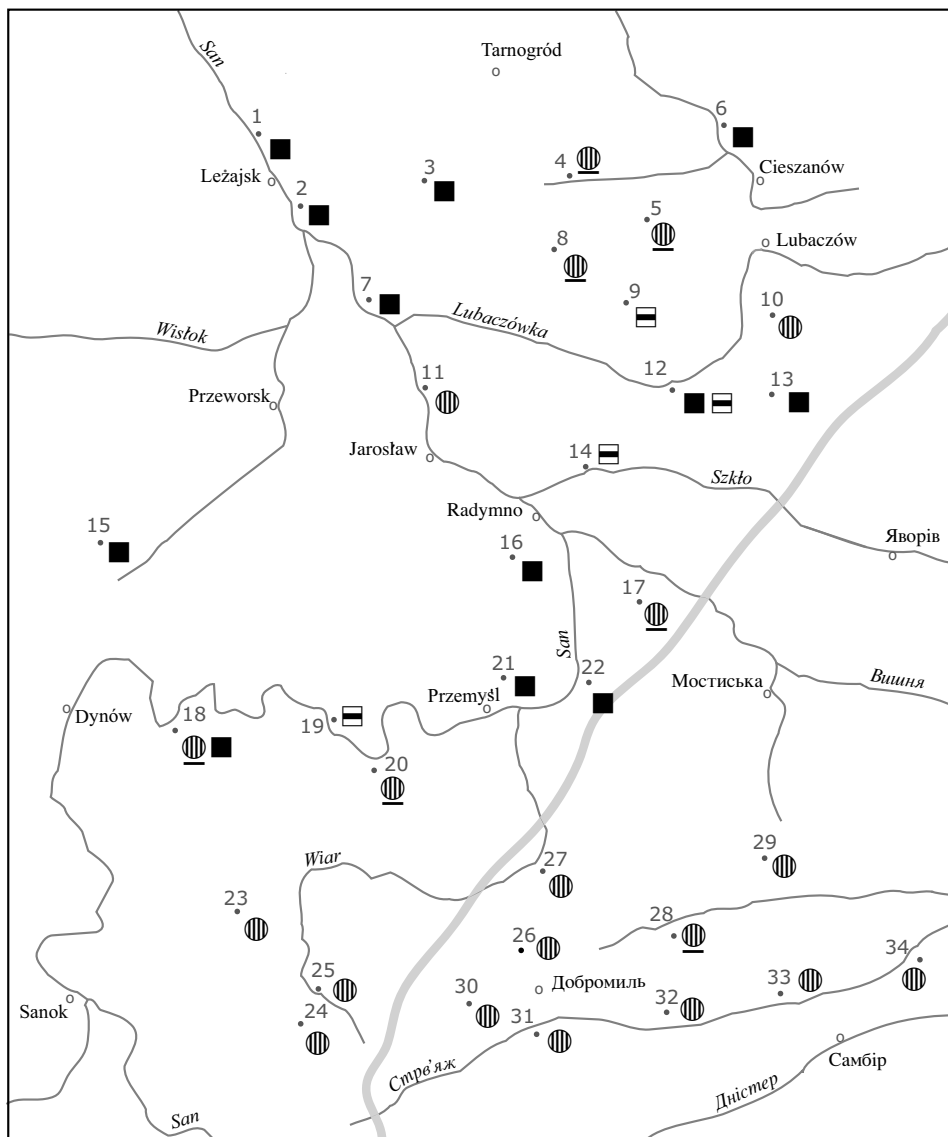 San
Tarnogród
1
6
Leżajsk
3
4
Cieszanów
2
5
8
Lubaczów
7
9
10
Wisłok
Lubaczówka
11
12
13
Przeworsk
Jarosław
14
Szkło
Radymno
15
16
Яворів
17
San
21
22
Мостиська
Вишня
Przemyśl
Dynów
18
19
20
Wiar
27
29
23
28
26
34
25
Добромиль
33
Sanok
30
32
24
31
Стрв'яж
Самбір
Дністер
San